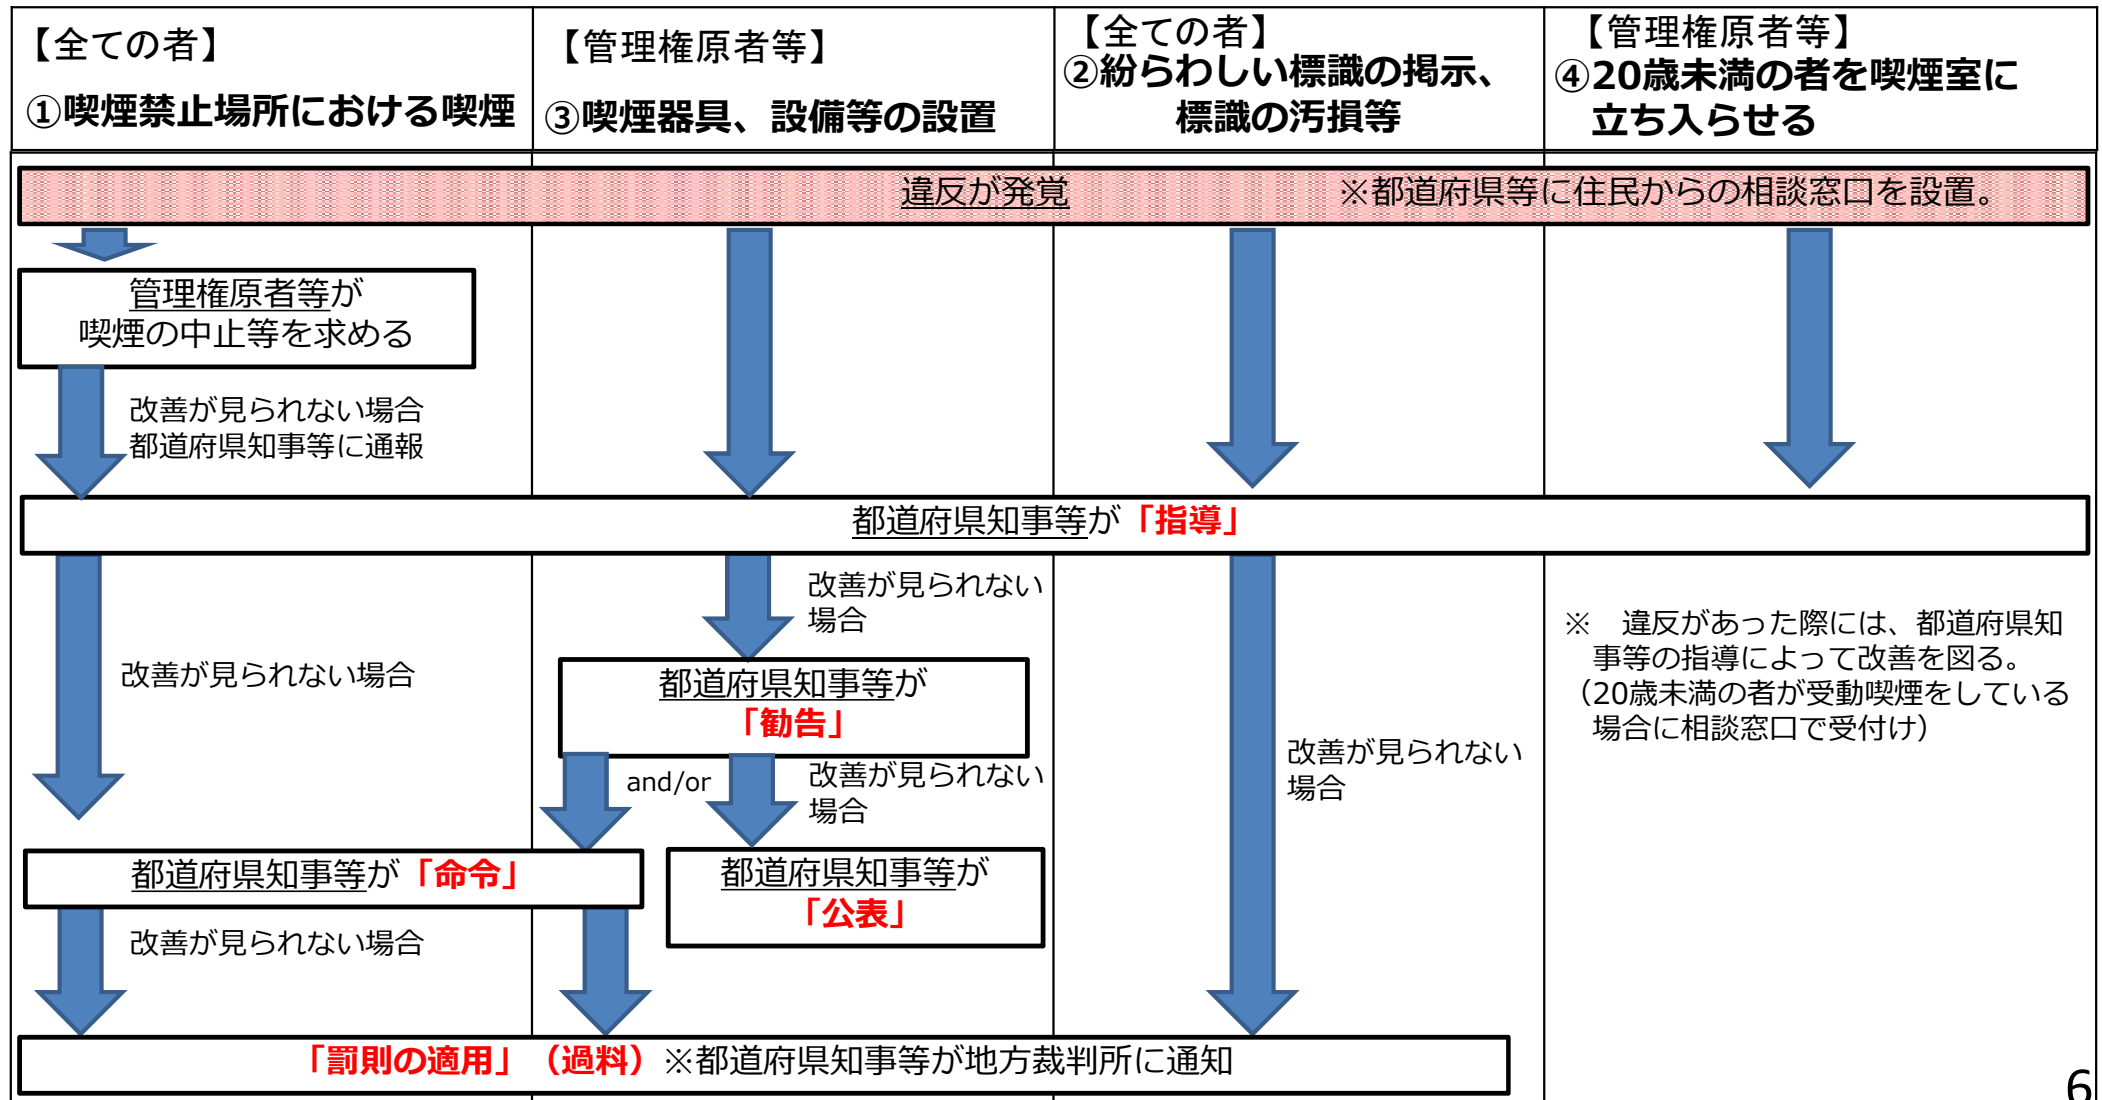 【全ての者】
①喫煙禁止場所における喫煙
【管理権原者等】
③喫煙器具、設備等の設置
【全ての者】
②紛らわしい標識の掲示、
標識の汚損等
【管理権原者等】
④20歳未満の者を喫煙室に
立ち入らせる
違反が発覚 ※都道府県等に住民からの相談窓口を設置。
管理権原者等が
喫煙の中止等を求める
改善が見られない場合
都道府県知事等に通報
都道府県知事等が「指導」
改善が見られない場合
改善が見られない
場合
都道府県知事等が
「勧告」
and/or
改善が見られない
場合
改善が見られない
場合
※　違反があった際には、都道府県知
事等の指導によって改善を図る。
（20歳未満の者が受動喫煙をしている
場合に相談窓口で受付け）
都道府県知事等が「命令」
都道府県知事等が
「公表」
改善が見られない場合
「罰則の適用」（過料）※都道府県知事等が地方裁判所に通知
6